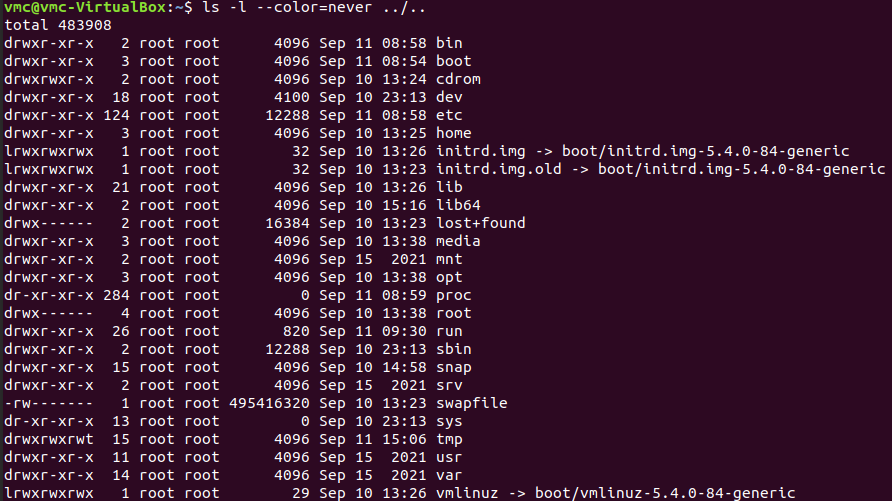 vmc@vmc-VirtualBox:~$ ls -l --color=never ../..
total 483908
drwxr-xr-x   2 root root      4096 Sep 11 08:58 bin
drwxr-xr-x   3 root root      4096 Sep 11 08:54 boot
drwxrwxr-x   2 root root      4096 Sep 10 13:24 cdrom
drwxr-xr-x  18 root root      4100 Sep 10 23:13 dev
drwxr-xr-x 124 root root     12288 Sep 11 08:58 etc
drwxr-xr-x   3 root root      4096 Sep 10 13:25 home
lrwxrwxrwx   1 root root        32 Sep 10 13:26 initrd.img -> boot/initrd.img-5.4.0-84-generic
lrwxrwxrwx   1 root root        32 Sep 10 13:23 initrd.img.old -> boot/initrd.img-5.4.0-84-generic
drwxr-xr-x  21 root root      4096 Sep 10 13:26 lib
drwxr-xr-x   2 root root      4096 Sep 10 15:16 lib64
drwx------   2 root root     16384 Sep 10 13:23 lost+found
drwxr-xr-x   3 root root      4096 Sep 10 13:38 media
drwxr-xr-x   2 root root      4096 Sep 15  2021 mnt
drwxr-xr-x   3 root root      4096 Sep 10 13:38 opt
dr-xr-xr-x 284 root root         0 Sep 11 08:59 proc
drwx------   4 root root      4096 Sep 10 13:38 root
drwxr-xr-x  26 root root       820 Sep 11 09:30 run
drwxr-xr-x   2 root root     12288 Sep 10 23:13 sbin
drwxr-xr-x  15 root root      4096 Sep 10 14:58 snap
drwxr-xr-x   2 root root      4096 Sep 15  2021 srv
-rw-------   1 root root 495416320 Sep 10 13:23 swapfile
dr-xr-xr-x  13 root root         0 Sep 10 23:13 sys
drwxrwxrwt  15 root root      4096 Sep 11 15:06 tmp
drwxr-xr-x  11 root root      4096 Sep 15  2021 usr
drwxr-xr-x  14 root root      4096 Sep 15  2021 var
lrwxrwxrwx   1 root root        29 Sep 10 13:26 vmlinuz -> boot/vmlinuz-5.4.0-84-generic